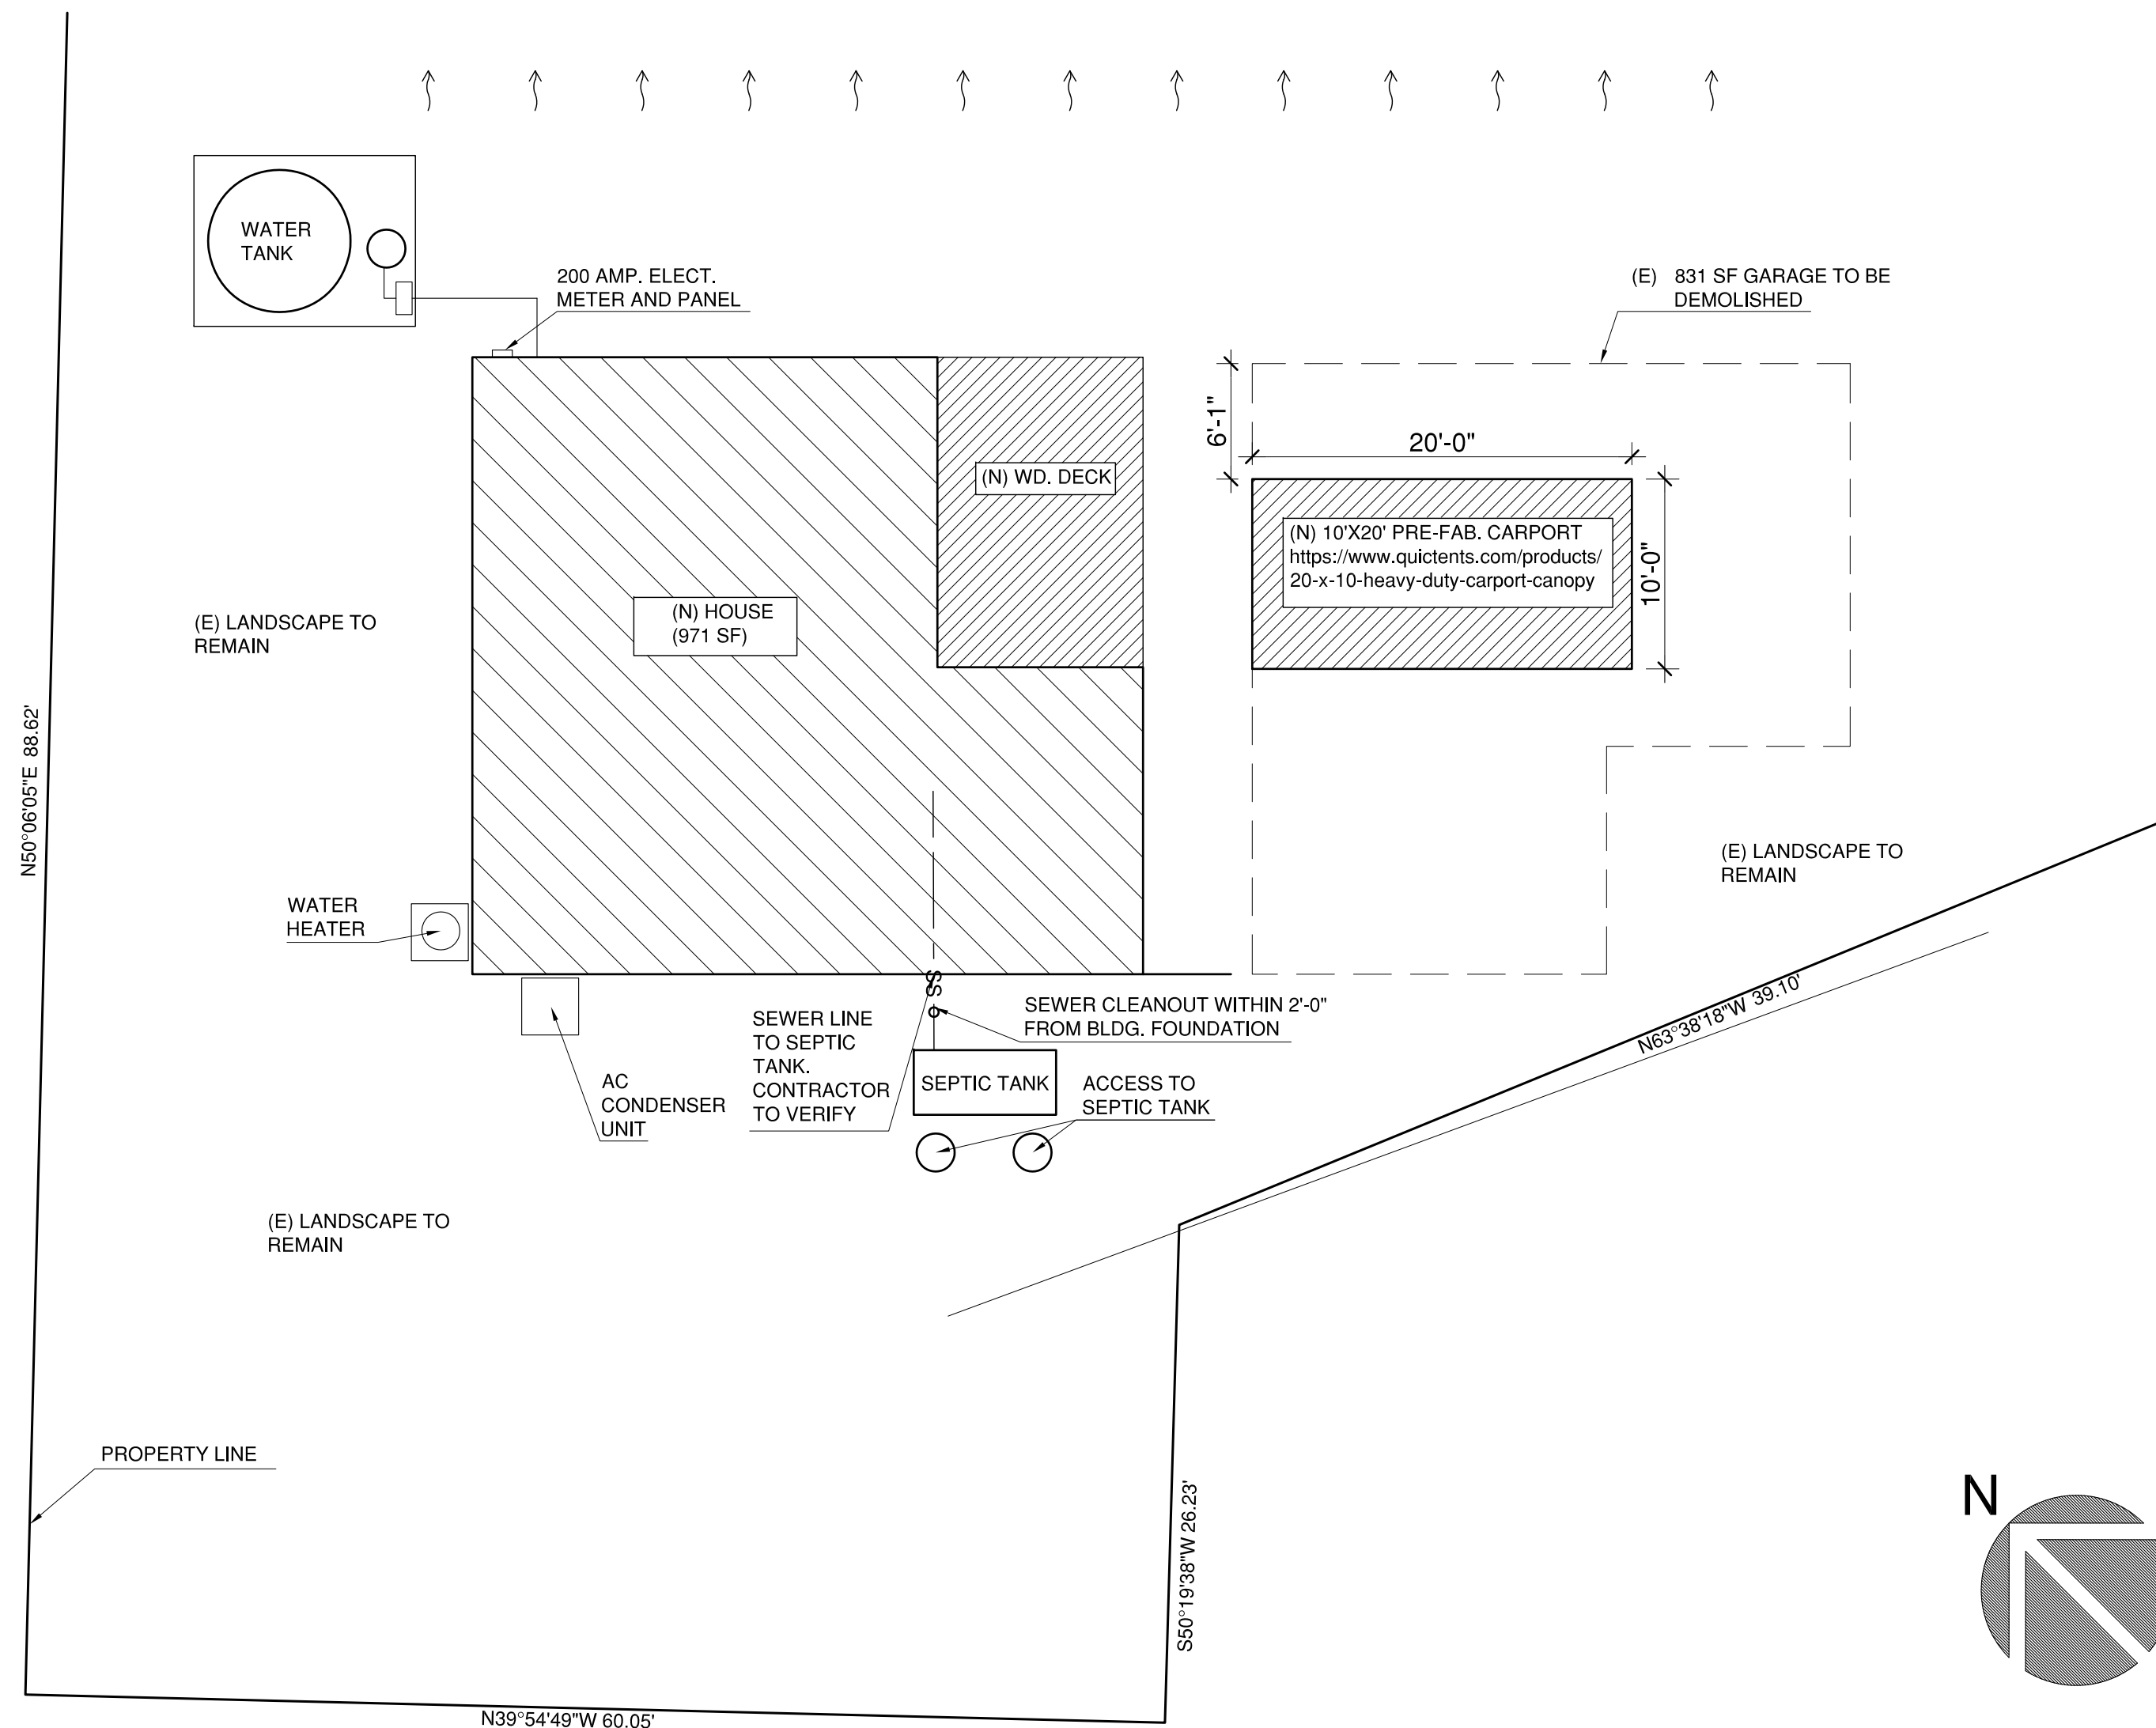 WATER
TANK
200 AMP. ELECT.
METER AND PANEL
(E) 831 SF GARAGE TO BE
DEMOLISHED
6'-1"
20'-0"
(N) WD. DECK
(N) 10'X20' PRE-FAB. CARPORT
https://www.quictents.com/products/
20-x-10-heavy-duty-carport-canopy
10'-0"
(N) HOUSE
(971 SF)
(E) LANDSCAPE TO
REMAIN
N50°06'05"E 88.62'
(E) LANDSCAPE TO
REMAIN
WATER
HEATER
SS
SEWER CLEANOUT WITHIN 2'-0"
FROM BLDG. FOUNDATION
N63°38'18"W 39.10'
SEWER LINE
TO SEPTIC
TANK.
CONTRACTOR
TO VERIFY
AC
CONDENSER
UNIT
SEPTIC TANK
ACCESS TO
SEPTIC TANK
(E) LANDSCAPE TO
REMAIN
PROPERTY LINE
S50°19'38"W 26.23'
N
N39°54'49"W 60.05'